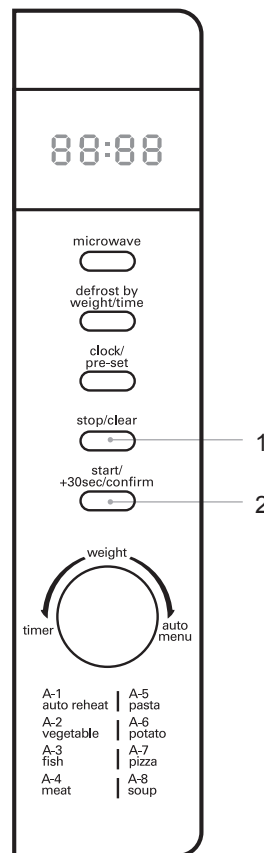 88:88
microwave
defrost by
weight/time
clock/
pre-set
stop/clear
1
start/
+30sec/confirm
2
weight
timer
auto
menu
A-1
auto reheat
A-2
vegetable
A-3
fish
A-4
meat
A-5
pasta
A-6
potato
A-7
pizza
A-8
soup